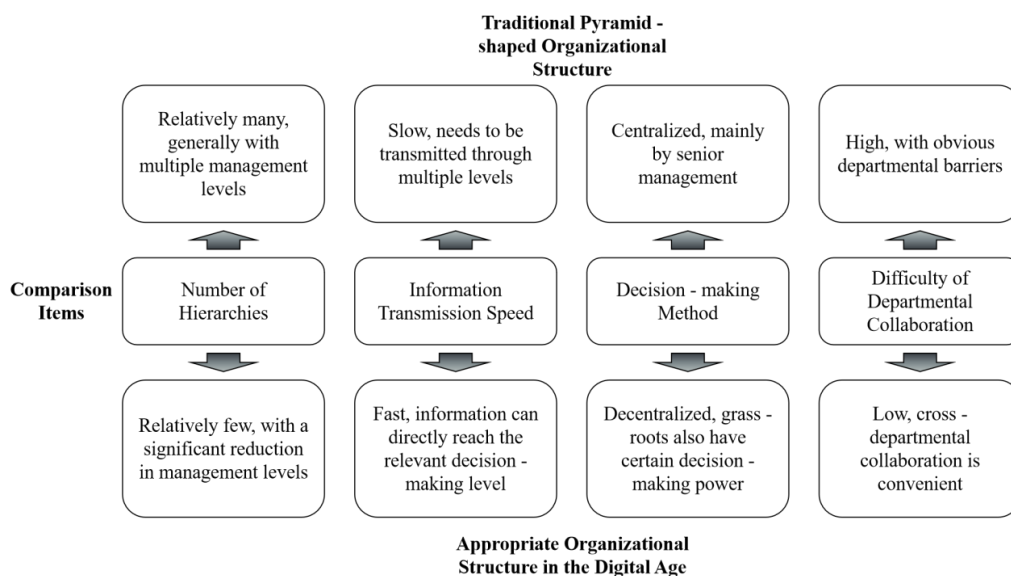 Traditional Pyramid -
shaped Organizational
Structure
Relatively many,
generally with
multiple management
levels
Slow, needs to be
transmitted through
multiple levels
Centralized, mainly
by senior
management
High, with obvious
departmental barriers
Comparison
Items
Number of
Hierarchies
Information
Transmission Speed
Decision - making
Method
Difficulty of
Departmental
Collaboration
Relatively few, with a
significant reduction
in management levels
Fast, information can
directly reach the
relevant decision -
making level
Decentralized, grass -
roots also have
certain decision -
making power
Low, cross -
departmental
collaboration is
convenient
Appropriate Organizational
Structure in the Digital Age